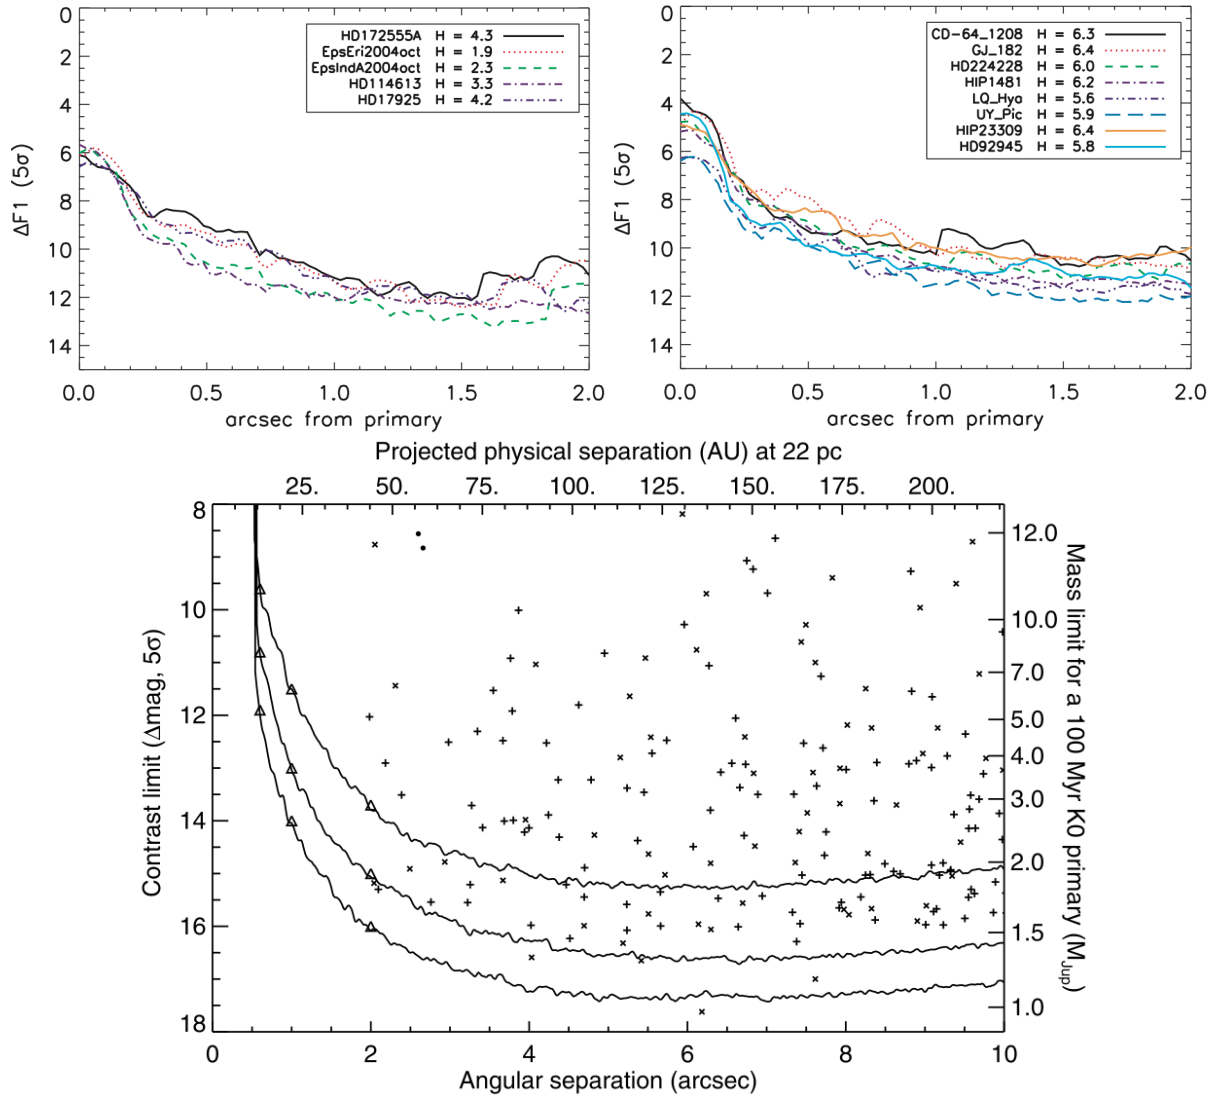 HD172555A H = 4.3
EpsEri2004oct H = 1.9
EpsIndA2004oct H = 2.3
HD114613 H = 3.3
HD17925 H = 4.2
0
2
4
6
8
10
12
14
ΔF1 (5σ)
0.0 0.5 1.0 1.5 2.0
arcsec from primary
CD-64_1208 H = 6.3
GJ_182 H = 6.4
HD224228 H = 6.0
HIP1481 H = 6.2
LQ_Hya H = 5.6
UY_Pic H = 5.9
HIP23309 H = 6.4
HD92945 H = 5.8
0
2
4
6
8
10
12
14
ΔF1 (5σ)
0.0 0.5 1.0 1.5 2.0
arcsec from primary
Projected physical separation (AU) at 22 pc
25. 50. 75. 100. 125. 150. 175. 200.
8
10
12
14
16
18
Contrast limit (Δmag, 5σ)
12.0
10.0
7.0
5.0
4.0
3.0
2.0
1.5
1.0
Mass limit for a 100 Myr K0 primary (MJup)
0 2 4 6 8 10
Angular separation (arcsec)